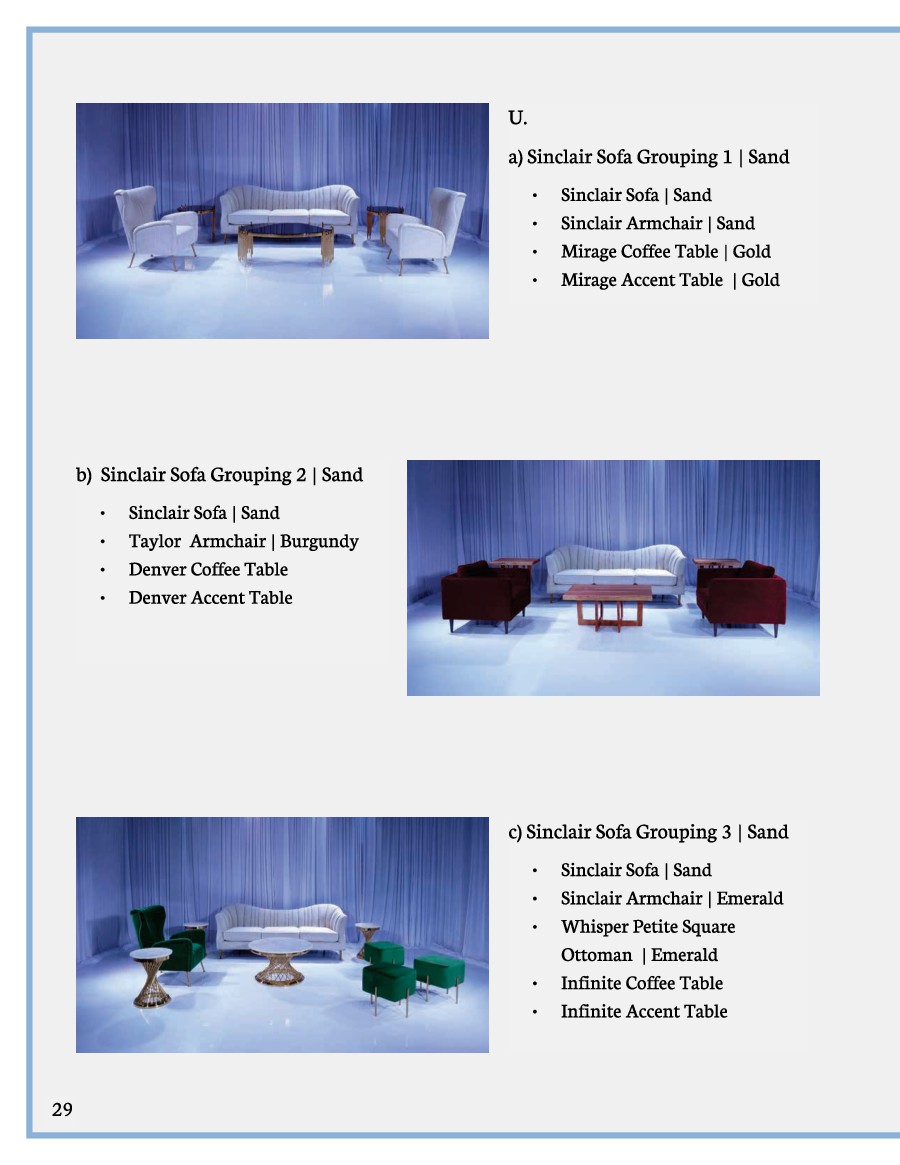 U.
a) Sinclair Sofa Grouping 1 | Sand
• Sinclair Sofa | Sand
• Sinclair Armchair | Sand
• Mirage Coffee Table | Gold
• Mirage Accent Table | Gold
b) Sinclair Sofa Grouping 2 | Sand
• Sinclair Sofa | Sand
• Taylor Armchair | Burgundy
• Denver Coffee Table
• Denver Accent Table
c) Sinclair Sofa Grouping 3 | Sand
• Sinclair Sofa | Sand
• Sinclair Armchair | Emerald
• Whisper Petite Square
Ottoman | Emerald
• Infinite Coffee Table
• Infinite Accent Table
29